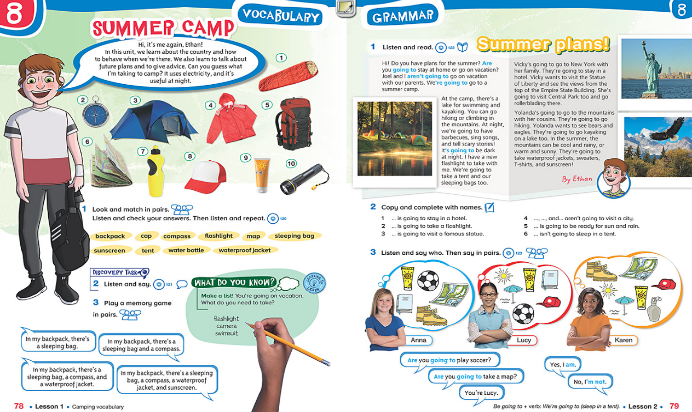 8
SUMMER CAMP
VOCABULARY
Hi, it's me again, Ethan!
In this unit, we learn about the country and how
to behave when we're there. We also learn to talk about
future plans and to give advice. Can you guess what
I'm taking to camp? It uses electricity, and it's
useful at night.
1
2
3
4
5
6
7
8
9
10
1 Look and match in pairs.
Listen and check your answers. Then listen and repeat.
backpack cap compass flashlight map sleeping bag
sunscreen tent water bottle waterproof jacket
DISCOVERY TASK
2 Listen and say.
3 Play a memory game
in pairs.
WHAT DO YOU KNOW?
Make a list! You're going on vacation.
What do you need to take?
flashlight
camera
swimsuit
In my backpack, there's
a sleeping bag.
In my backpack, there's a
sleeping bag and a compass.
In my backpack, there's a
sleeping bag, a compass, and
a waterproof jacket.
In my backpack, there's a sleeping
bag, a compass, a waterproof
jacket, and sunscreen.
78 • Lesson 1 • Camping vocabulary
GRAMMAR
8
1 Listen and read.
Summer plans!
Hi! Do you have plans for the summer? Are
you going to stay at home or go on vacation?
Joel and I aren't going to go on vacation
with our parents. We're going to go to a
summer camp.
At the camp, there's a
lake for swimming and
kayaking. You can go
hiking or climbing in
the mountains. At night,
we're going to have
barbecues, sing songs,
and tell scary stories!
It's going to be dark
at night. I have a new
flashlight to take with
me. We're going to
take a tent and our
sleeping bags too.
Vicky's going to go to New York with
her family. They're going to stay in a
hotel. Vicky wants to visit the Statue
of Liberty and see the views from the
top of the Empire State Building. She's
going to visit Central Park too and go
rollerblading there.
Yolanda's going to go to the mountains
with her cousins. They're going to go
hiking. Yolanda wants to see bears and
eagles. They're going to go kayaking
on a lake too. In the summer, the
mountains can be cool and rainy, or
warm and sunny. They're going to
take waterproof jackets, sweaters,
T-shirts, and sunscreen!
By Ethan
2 Copy and complete with names.
1 ... is going to stay in a hotel.
2 ... is going to take a flashlight.
3 ... is going to visit a famous statue.
4 ..., ..., and... aren't going to visit a city.
5 ... is going to be ready for sun and rain.
6 ... isn't going to sleep in a tent.
3 Listen and say who. Then say in pairs.
Anna
Lucy
Karen
Are you going to play soccer?
Yes, I am.
Are you going to take a map?
No, I'm not.
You're Lucy.
Be going to + verb: We're going to (sleep in a tent). • Lesson 2 • 79